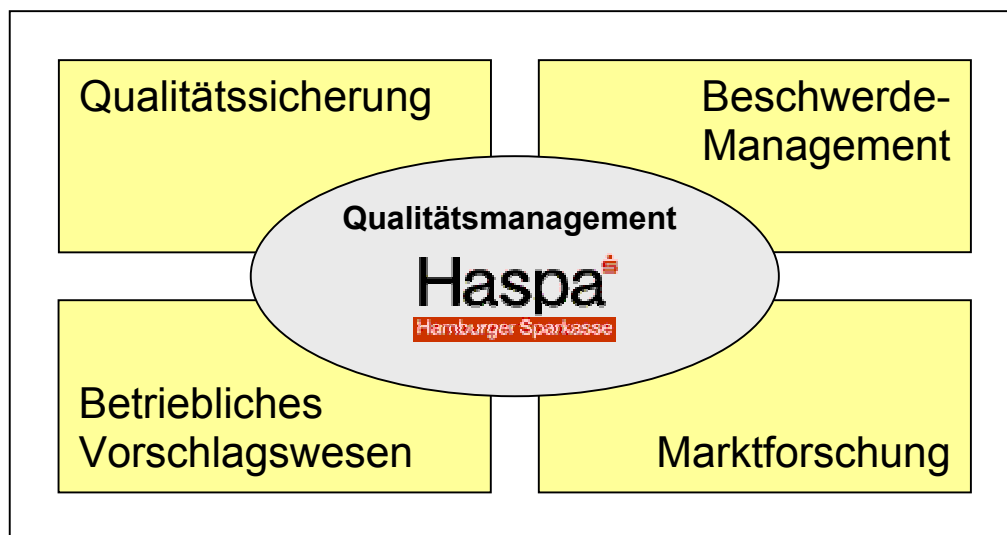 Qualitätssicherung
Beschwerde-
Management
Qualitätsmanagement
Haspa
Hamburger Sparkasse
Betriebliches
Vorschlagswesen
Marktforschung